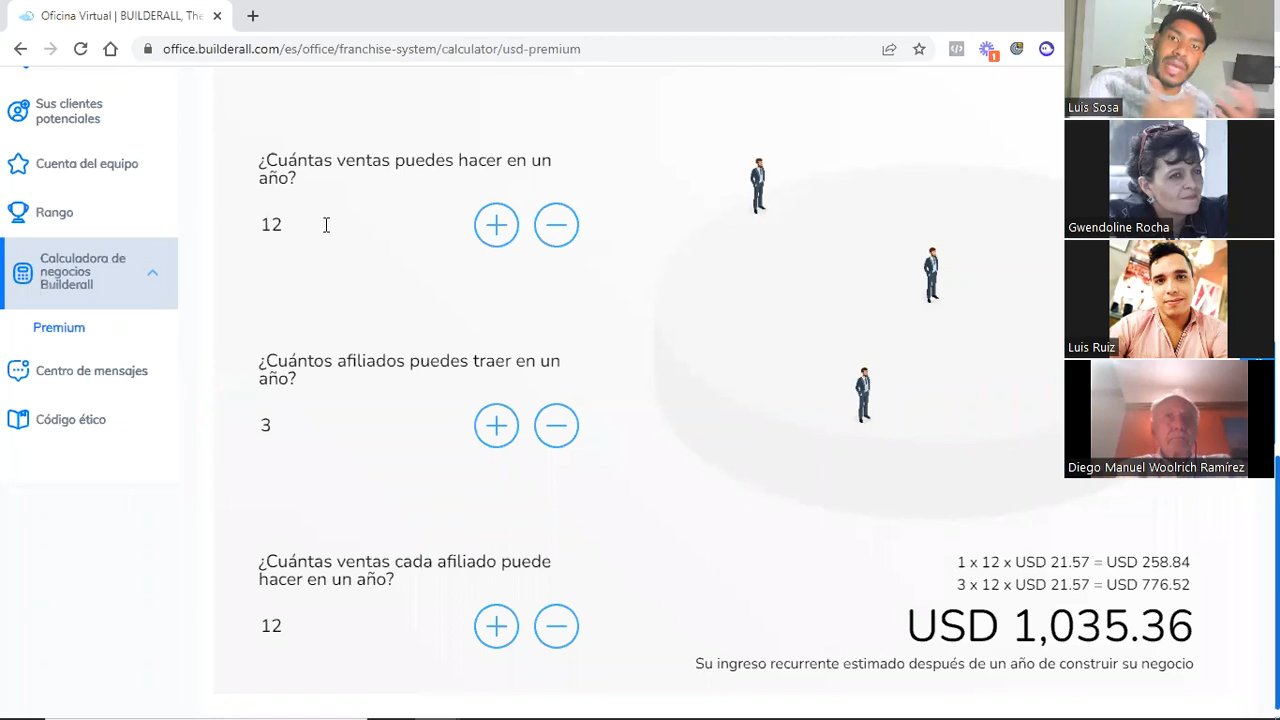 Oficina Virtual | BUILDERALL, The
office.builderall.com/es/office/franchise-system/calculator/usd-premium
1
Sus clientes
potenciales
Cuenta del equipo
Rango
Calculadora de
negocios
Builderall
Premium
Centro de mensajes
Código ético
¿Cuántas ventas puedes hacer en un
año?
12
¿Cuántos afiliados puedes traer en un
año?
3
¿Cuántas ventas cada afiliado puede
hacer en un año?
12
1 x 12 x USD 21.57 = USD 258.84
3 x 12 x USD 21.57 = USD 776.52
USD 1,035.36
Su ingreso recurrente estimado después de un año de construir su negocio
Luis Sosa
Gwendoline Rocha
Luis Ruiz
Diego Manuel Woolrich Ramírez